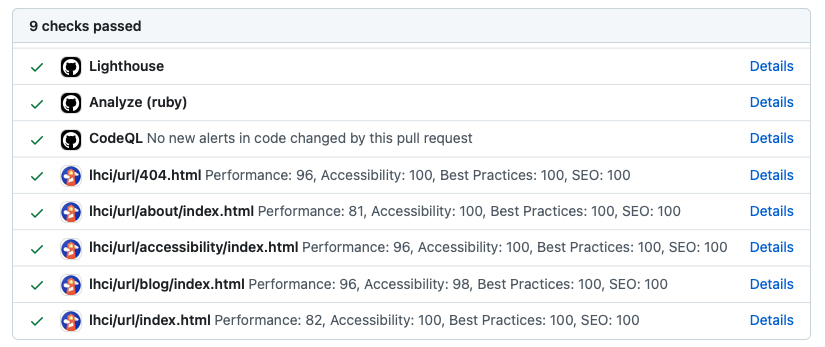 9 checks passed
Lighthouse Details
Analyze (ruby) Details
CodeQL No new alerts in code changed by this pull request Details
lhci/url/404.html Performance: 96, Accessibility: 100, Best Practices: 100, SEO: 100 Details
lhci/url/about/index.html Performance: 81, Accessibility: 100, Best Practices: 100, SEO: 100 Details
lhci/url/accessibility/index.html Performance: 96, Accessibility: 100, Best Practices: 100, SEO: 100 Details
lhci/url/blog/index.html Performance: 96, Accessibility: 98, Best Practices: 100, SEO: 100 Details
lhci/url/index.html Performance: 82, Accessibility: 100, Best Practices: 100, SEO: 100 Details